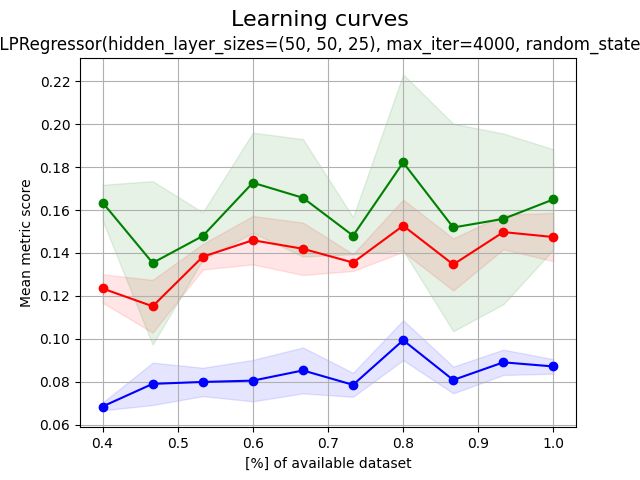 Learning curves
LPRegressor(hidden_layer_sizes=(50, 50, 25), max_iter=4000, random_state
0.22
0.20
0.18
0.16
0.14
0.12
0.10
0.08
0.06
Mean metric score
0.4 0.5 0.6 0.7 0.8 0.9 1.0
[%] of available dataset